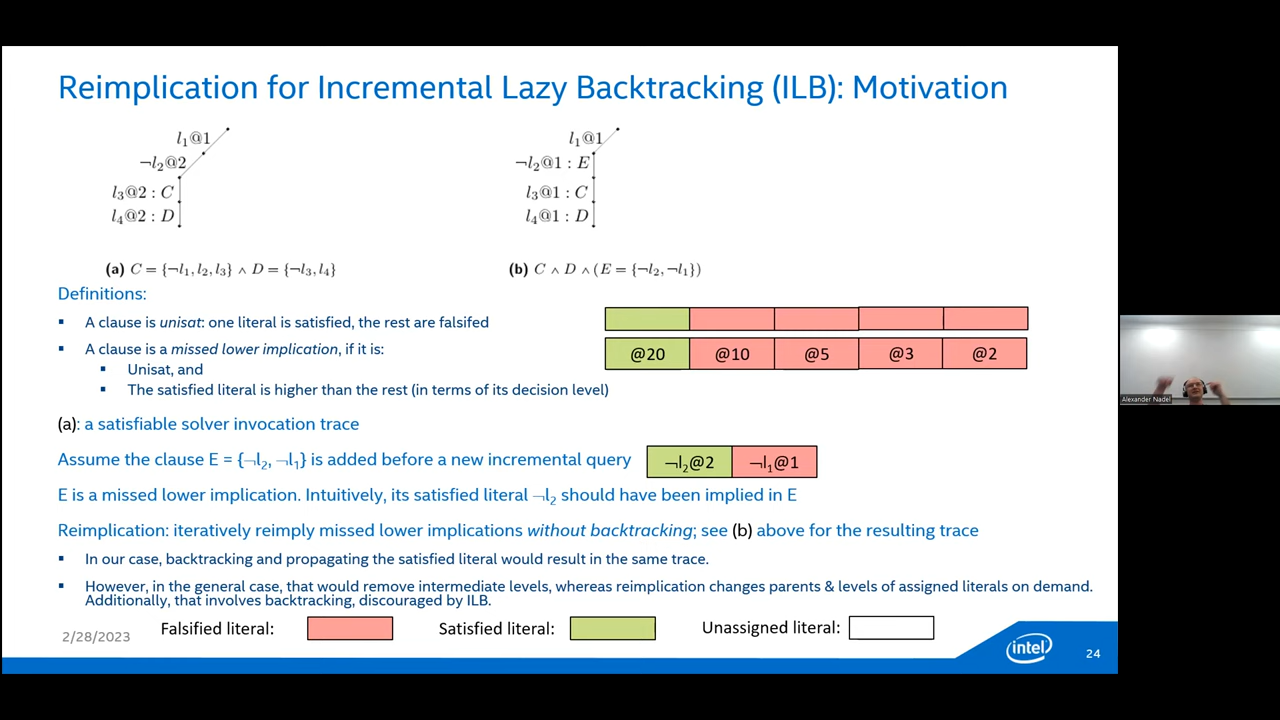 Reimplication for Incremental Lazy Backtracking (ILB): Motivation
l₁@1
¬l₂@2
l₃@2 : C
l₄@2 : D
(a) C = {¬l₁, l₂, l₃} ∧ D = {¬l₃, l₄}
l₁@1
¬l₂@1 : E
l₃@1 : C
l₄@1 : D
(b) C ∧ D ∧ (E = {¬l₂, ¬l₁})
Definitions:
▪ A clause is unisat: one literal is satisfied, the rest are falsifed
▪ A clause is a missed lower implication, if it is:
▪ Unisat, and
▪ The satisfied literal is higher than the rest (in terms of its decision level)
@20 @10 @5 @3 @2
(a): a satisfiable solver invocation trace
Assume the clause E = {¬l₂, ¬l₁} is added before a new incremental query
¬l₂@2 ¬l₁@1
E is a missed lower implication. Intuitively, its satisfied literal ¬l₂ should have been implied in E
Reimplication: iteratively reimply missed lower implications without backtracking; see (b) above for the resulting trace
▪ In our case, backtracking and propagating the satisfied literal would result in the same trace.
▪ However, in the general case, that would remove intermediate levels, whereas reimplication changes parents & levels of assigned literals on demand.
Additionally, that involves backtracking, discouraged by ILB.
2/28/2023
Falsified literal:
Satisfied literal:
Unassigned literal:
intel
24
Alexander Nadel